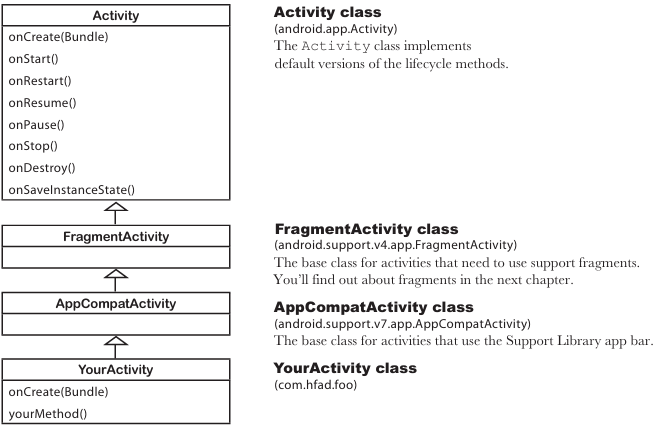 Activity
onCreate(Bundle)
onStart()
onRestart()
onResume()
onPause()
onStop()
onDestroy()
onSaveInstanceState()
Activity class
(android.app.Activity)
The Activity class implements
default versions of the lifecycle methods.
FragmentActivity
FragmentActivity class
(android.support.v4.app.FragmentActivity)
The base class for activities that need to use support fragments.
You’ll find out about fragments in the next chapter.
AppCompatActivity
AppCompatActivity class
(android.support.v7.app.AppCompatActivity)
The base class for activities that use the Support Library app bar.
YourActivity
onCreate(Bundle)
yourMethod()
YourActivity class
(com.hfad.foo)